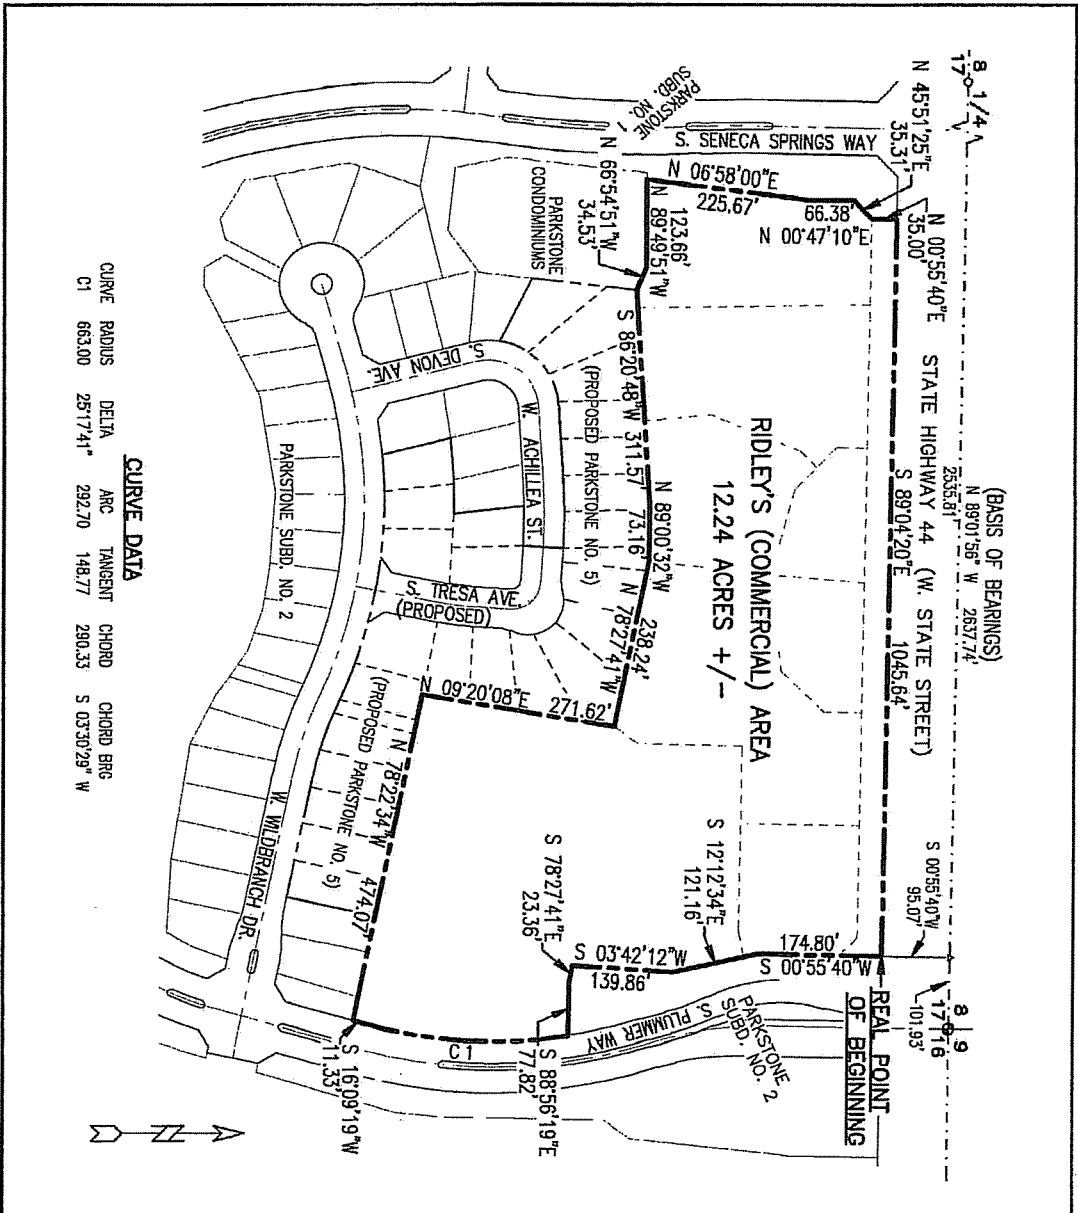 (BASIS OF BEARINGS)
N 89°01'56" W 2637.74'
2535.81'
8
17
1/4
8
9
17
16
101.93'
S 00°55'40"W
95.07'
REAL POINT
OF BEGINNING
STATE HIGHWAY 44 (W. STATE STREET)
S 89°04'20"E 1045.64'
N 45°51'25"E
35.31'
N 00°55'40"E
35.00'
66.38'
N 00°47'10"E
N 06°58'00"E
225.67'
S. SENECA SPRINGS WAY
PARKSTONE
SUBD. NO. 1
123.66'
N 89°49'51"W
N 66°54'51"W
34.53'
PARKSTONE
CONDOMINIUMS
S 86°20'48"W 311.57'
N 89°00'32"W
73.16'
238.24'
N 78°27'41"W
RIDLEY'S (COMMERCIAL) AREA
12.24 ACRES +/-
(PROPOSED PARKSTONE NO. 5)
W. ACHILLEA ST.
S. DEVON AVE.
S. TRESA AVE.
(PROPOSED)
N 09°20'08"E 271.62'
(PROPOSED PARKSTONE NO. 5)
N 78°22'34"W 474.07'
174.80'
S 00°55'40"W
S 12°12'34"E
121.16'
S 03°42'12"W
139.86'
S 78°27'41"E
23.36'
S 88°56'19"E
77.82'
C 1
S 16°09'19"W
11.33'
S. PLUMMER WAY
PARKSTONE
SUBD. NO. 2
W. WILDBRANCH DR.
PARKSTONE SUBD. NO. 2
CURVE DATA
CURVE RADIUS DELTA ARC TANGENT CHORD CHORD BRG
C1 663.00 25°17'41" 292.70 148.77 290.33 S 03°30'29" W